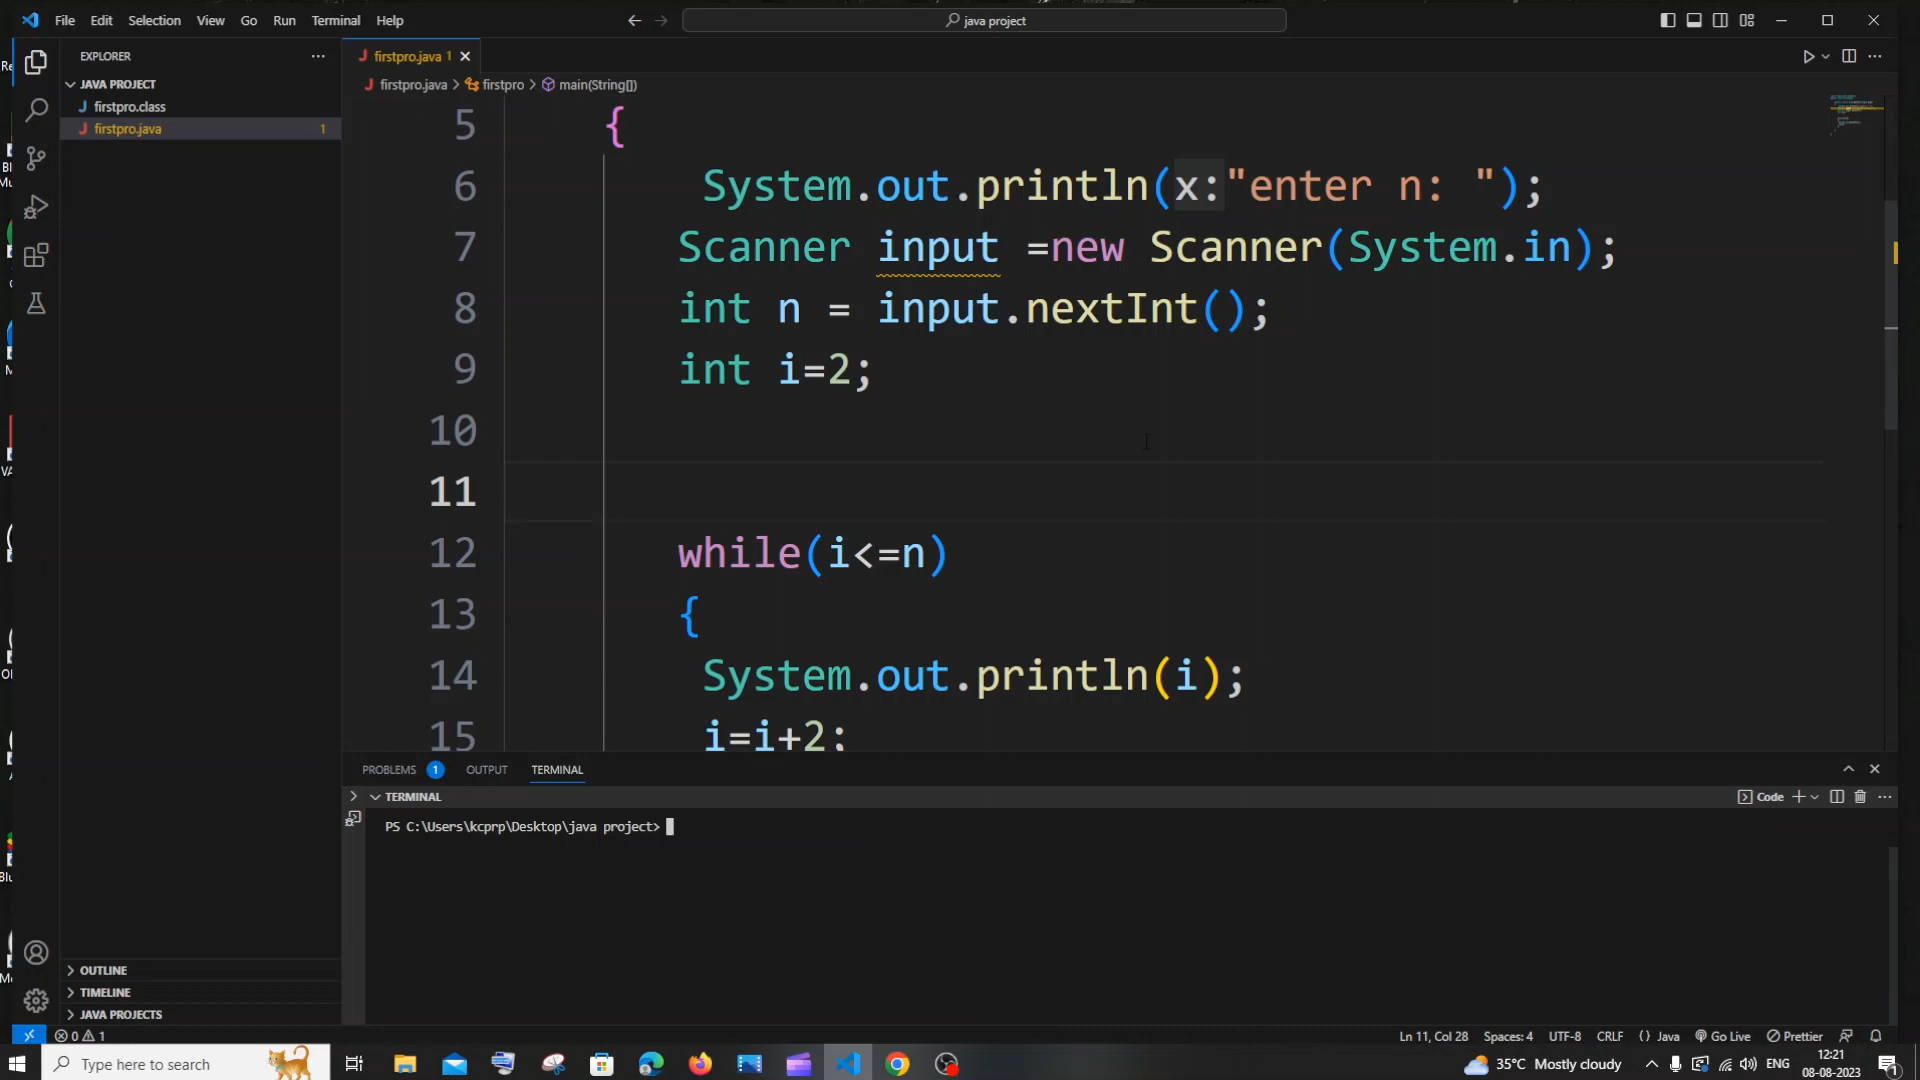 File Edit Selection View Go Run Terminal Help
java project
EXPLORER
JAVA PROJECT
firstpro.class
firstpro.java 1
firstpro.java 1
firstpro.java > firstpro > main(String[])
5 {
6 System.out.println(x:"enter n: ");
7 Scanner input =new Scanner(System.in);
8 int n = input.nextInt();
9 int i=2;
10
11
12 while(i<=n)
13 {
14 System.out.println(i);
15 i=i+2;
PROBLEMS 1 OUTPUT TERMINAL
TERMINAL
Code
PS C:\Users\kcprp\Desktop\java project>
OUTLINE
TIMELINE
JAVA PROJECTS
0 1
Ln 11, Col 28 Spaces: 4 UTF-8 CRLF {} Java Go Live Prettier
Type here to search
35°C Mostly cloudy
ENG
12:21
08-08-2023
1